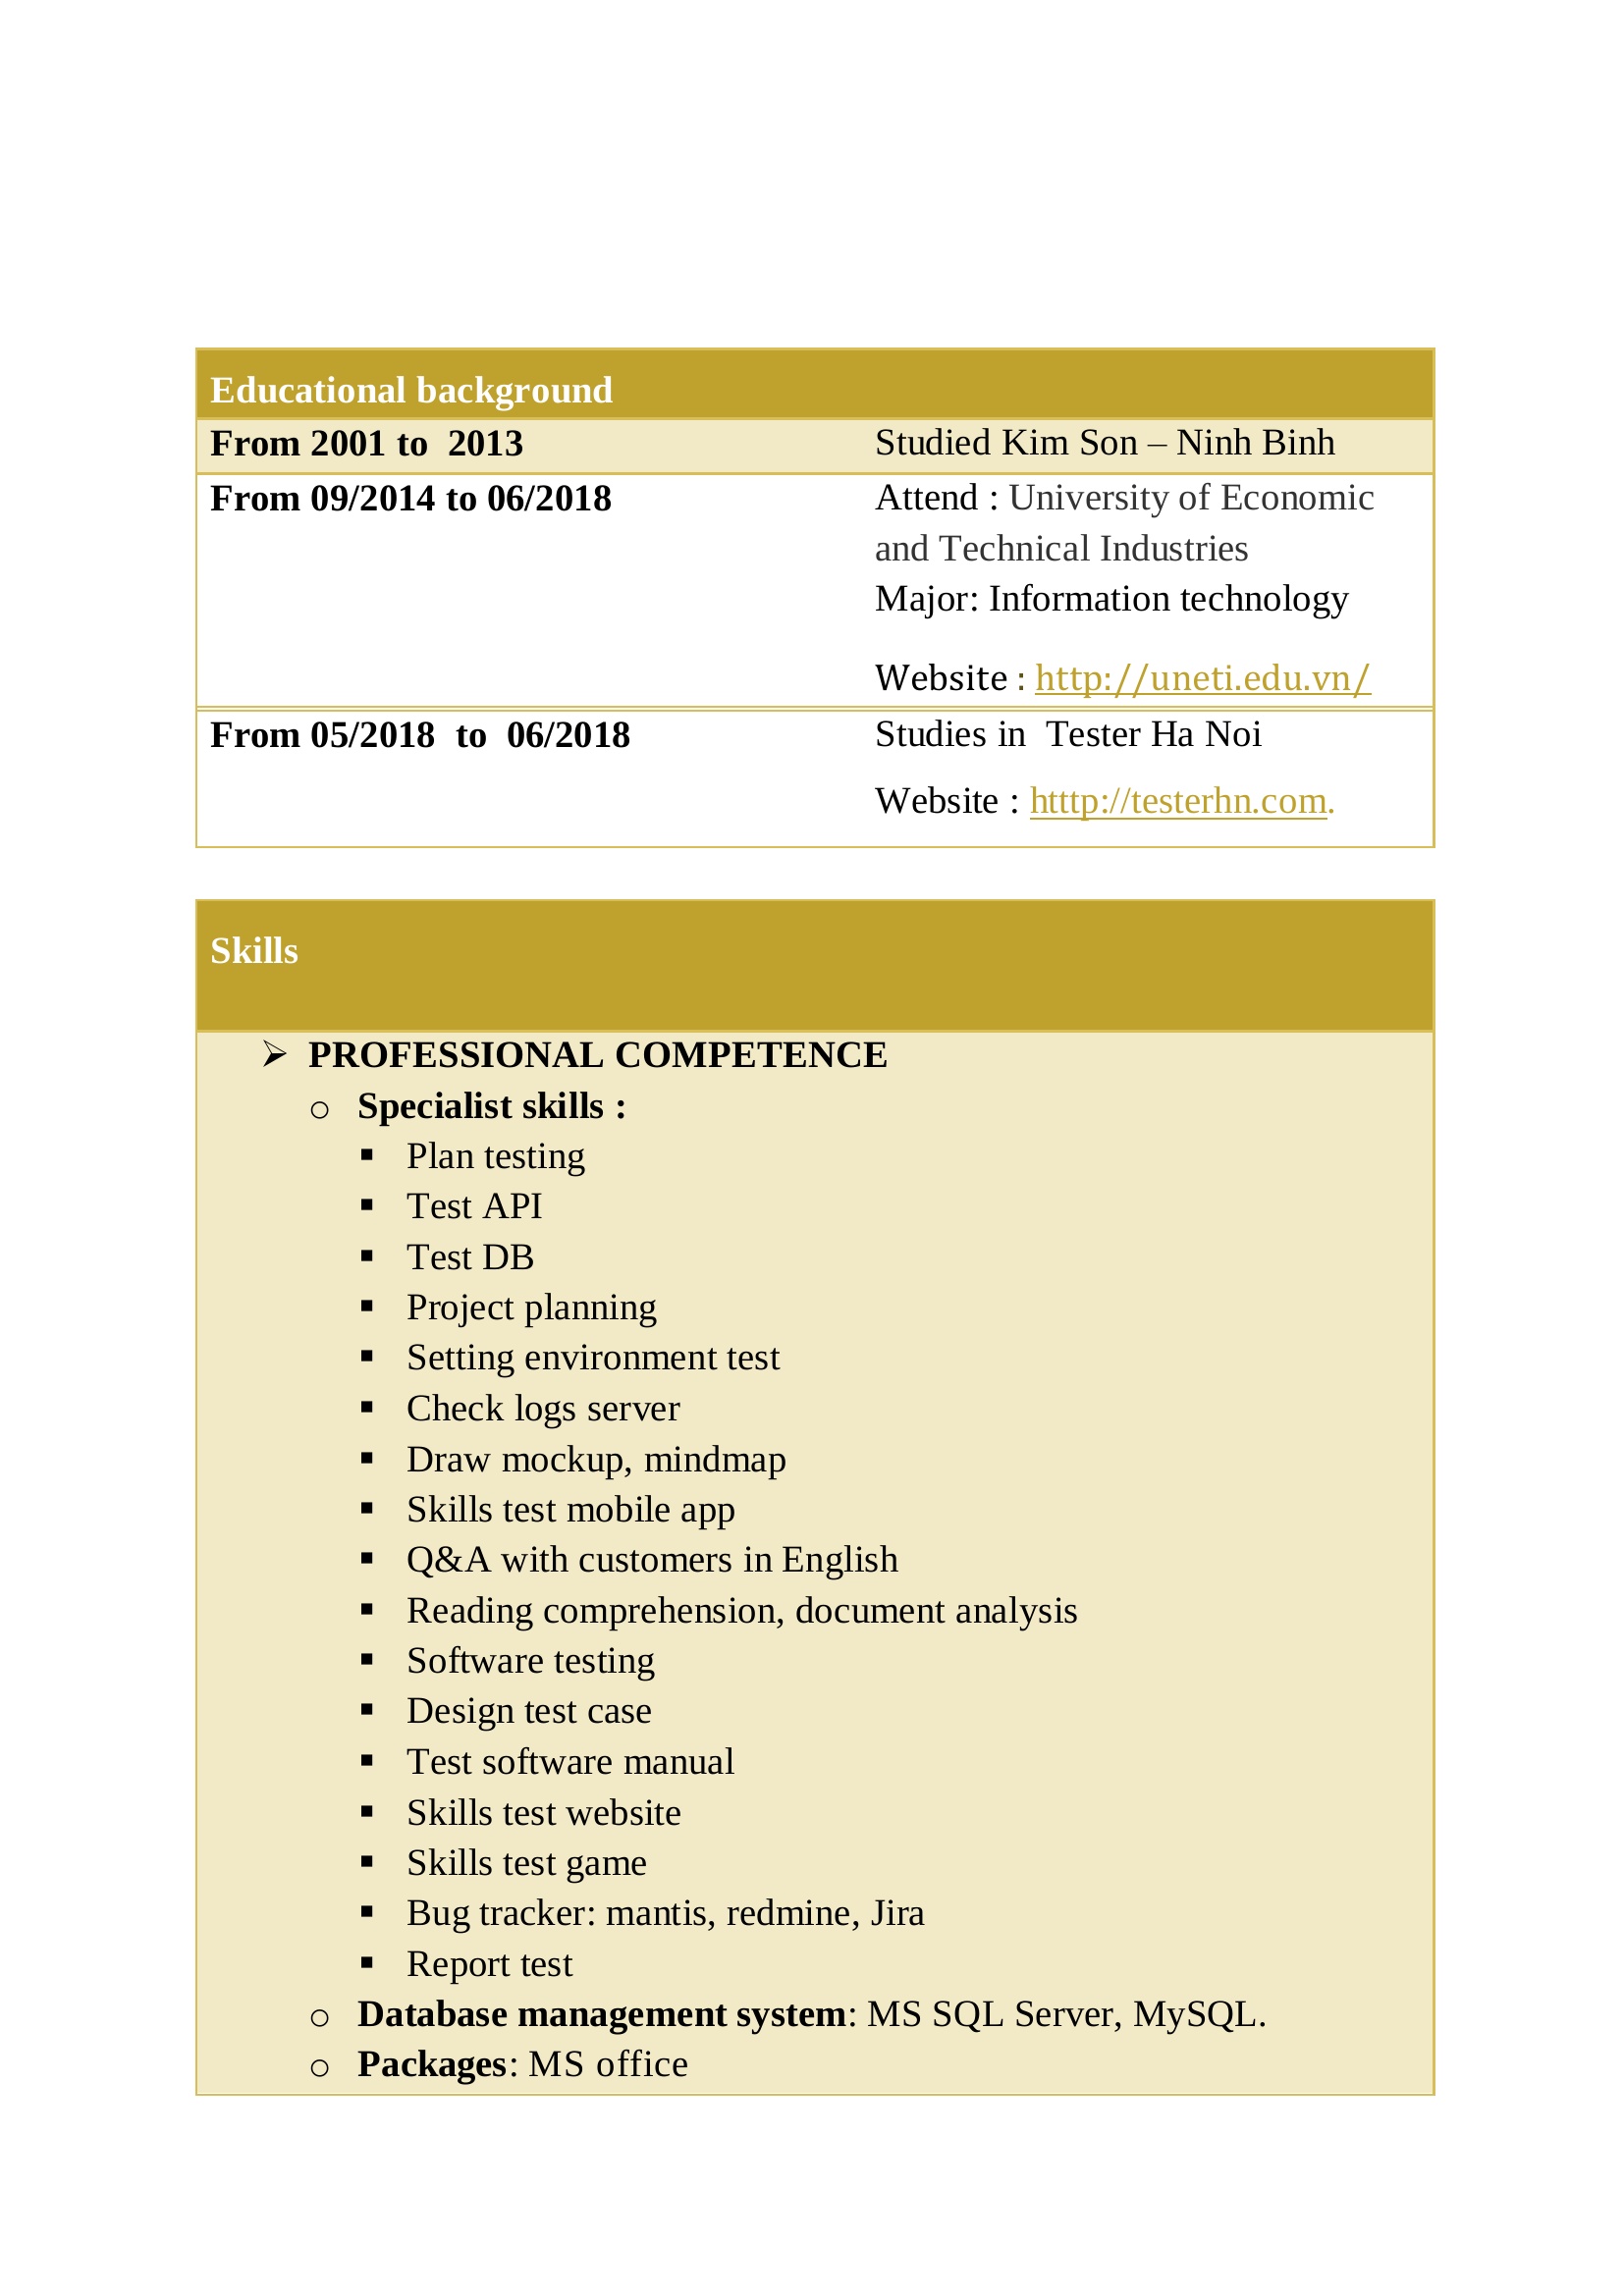 Educational background
From 2001 to  2013
Studied Kim Son – Ninh Binh
From 09/2014 to 06/2018
Attend : University of Economic
and Technical Industries
Major: Information technology
Website : http://uneti.edu.vn/
From 05/2018  to  06/2018
Studies in  Tester Ha Noi
Website : htttp://testerhn.com.
Skills
➢ PROFESSIONAL COMPETENCE
o Specialist skills :
▪ Plan testing
▪ Test API
▪ Test DB
▪ Project planning
▪ Setting environment test
▪ Check logs server
▪ Draw mockup, mindmap
▪ Skills test mobile app
▪ Q&A with customers in English
▪ Reading comprehension, document analysis
▪ Software testing
▪ Design test case
▪ Test software manual
▪ Skills test website
▪ Skills test game
▪ Bug tracker: mantis, redmine, Jira
▪ Report test
o Database management system: MS SQL Server, MySQL.
o Packages: MS office